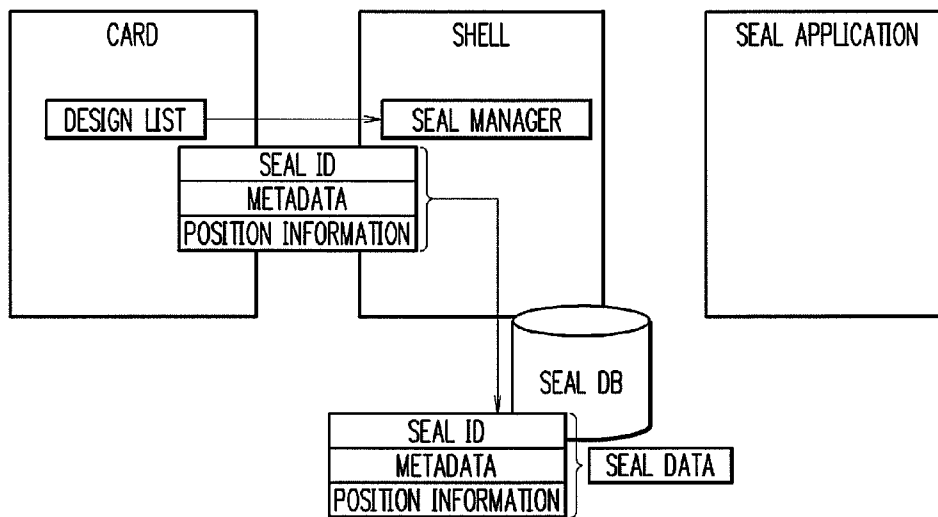 CARD
SHELL
SEAL APPLICATION
DESIGN LIST
SEAL MANAGER
SEAL ID
METADATA
POSITION INFORMATION
SEAL DB
SEAL ID
METADATA
POSITION INFORMATION
SEAL DATA